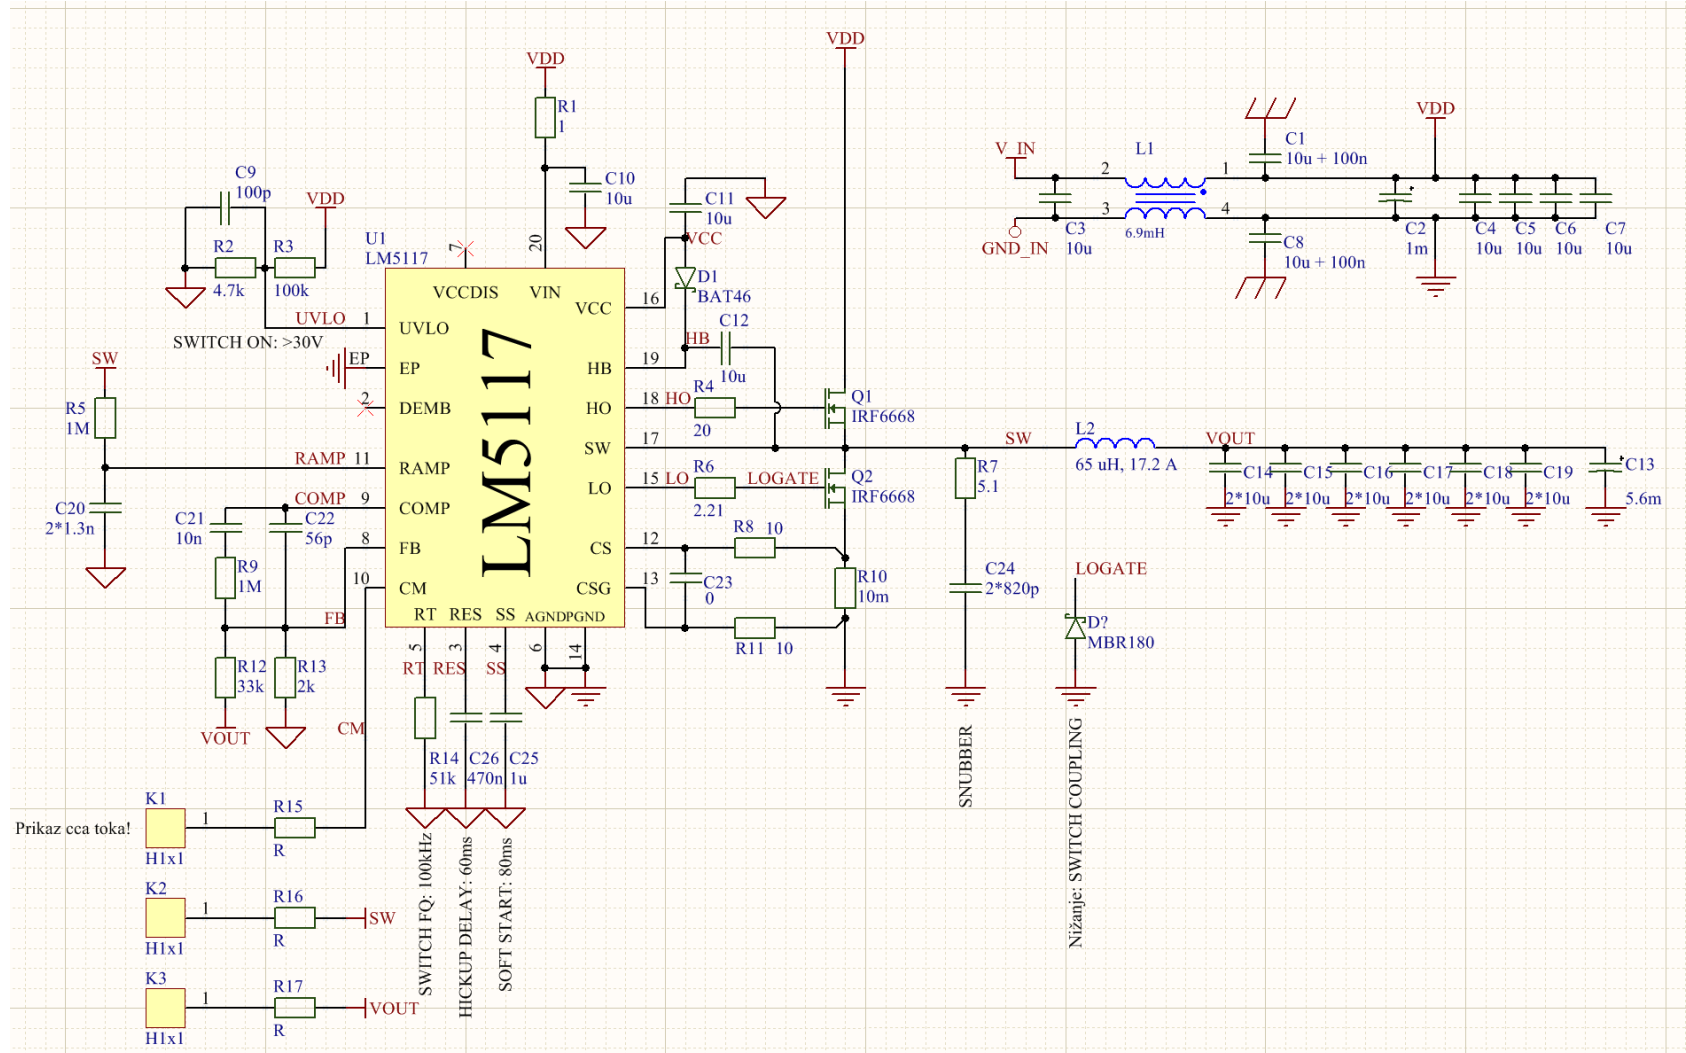 VDD
VDD
R1
1
C9
100p
VDD
C10
10u
C11
10u
VCC
R2
4.7k
R3
100k
U1
LM5117
7
20
VCCDIS
VIN
VCC
16
D1
BAT46
UVLO
1
UVLO
SWITCH ON: >30V
HB
C12
10u
EP
EP
HB
19
SW
R5
1M
2
DEMB
HO
18
HO
R4
20
Q1
IRF6668
LM5117
SW
17
SW
L2
65 uH, 17.2 A
VOUT
RAMP
11
RAMP
LO
15
LO
R6
2.21
LOGATE
Q2
IRF6668
R7
5.1
C14
2*10u
C15
2*10u
C16
2*10u
C17
2*10u
C18
2*10u
C19
2*10u
C13
5.6m
C20
2*1.3n
COMP
9
COMP
C21
10n
C22
56p
8
FB
CS
12
R8
10
R9
1M
10
CM
CSG
13
C23
0
R10
10m
C24
2*820p
LOGATE
D?
MBR180
FB
RT
RES
SS
AGND
PGND
R11
10
5
3
4
6
14
RT
RES
SS
R12
33k
R13
2k
VOUT
CM
R14
51k
C26
470n
C25
1u
SNUBBER
Nižanje: SWITCH COUPLING
SWITCH FQ: 100kHz
HICKUP DELAY: 60ms
SOFT START: 80ms
Prikaz cca toka!
K1
1
H1x1
R15
R
K2
1
H1x1
R16
R
SW
K3
1
H1x1
R17
R
VOUT
V_IN
GND_IN
C3
10u
L1
2
1
3
4
6.9mH
C1
10u + 100n
C8
10u + 100n
VDD
C2
1m
C4
10u
C5
10u
C6
10u
C7
10u